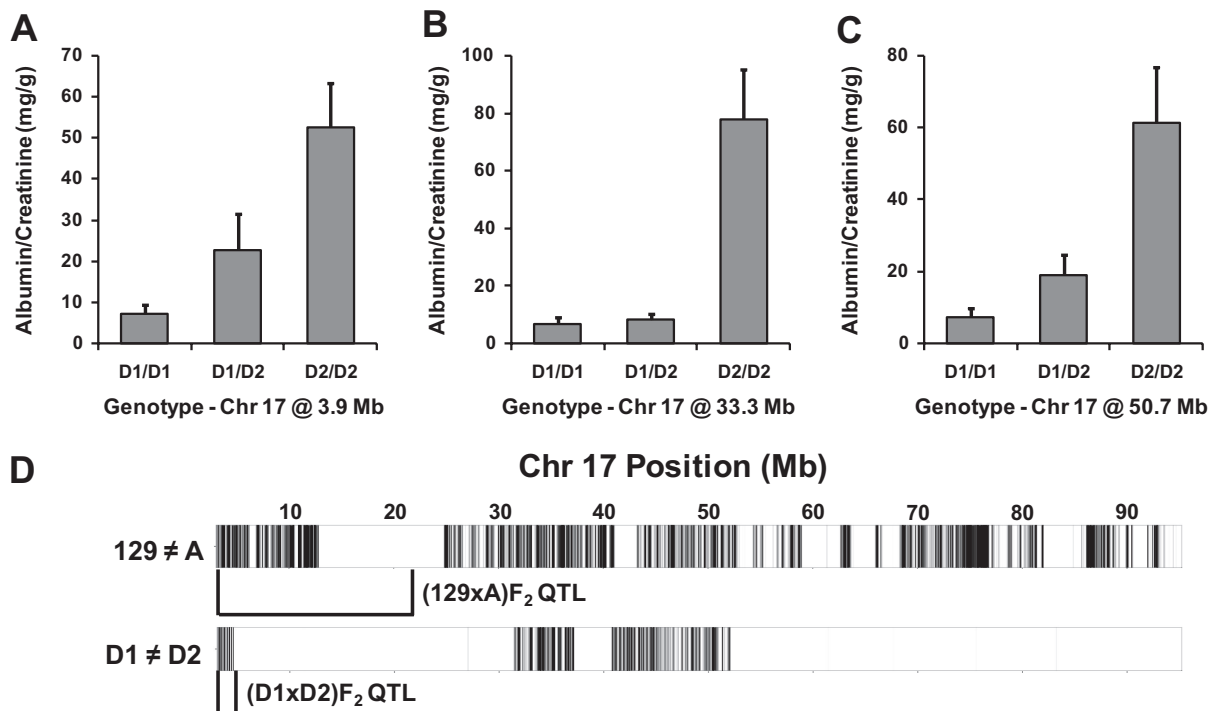 A
Albumin/Creatinine (mg/g)
70
60
50
40
30
20
10
0
D1/D1 D1/D2 D2/D2
Genotype - Chr 17 @ 3.9 Mb
B
Albumin/Creatinine (mg/g)
100
80
60
40
20
0
D1/D1 D1/D2 D2/D2
Genotype - Chr 17 @ 33.3 Mb
C
Albumin/Creatinine (mg/g)
80
60
40
20
0
D1/D1 D1/D2 D2/D2
Genotype - Chr 17 @ 50.7 Mb
D
Chr 17 Position (Mb)
10 20 30 40 50 60 70 80 90
129 ≠ A
(129xA)F₂ QTL
D1 ≠ D2
(D1xD2)F₂ QTL